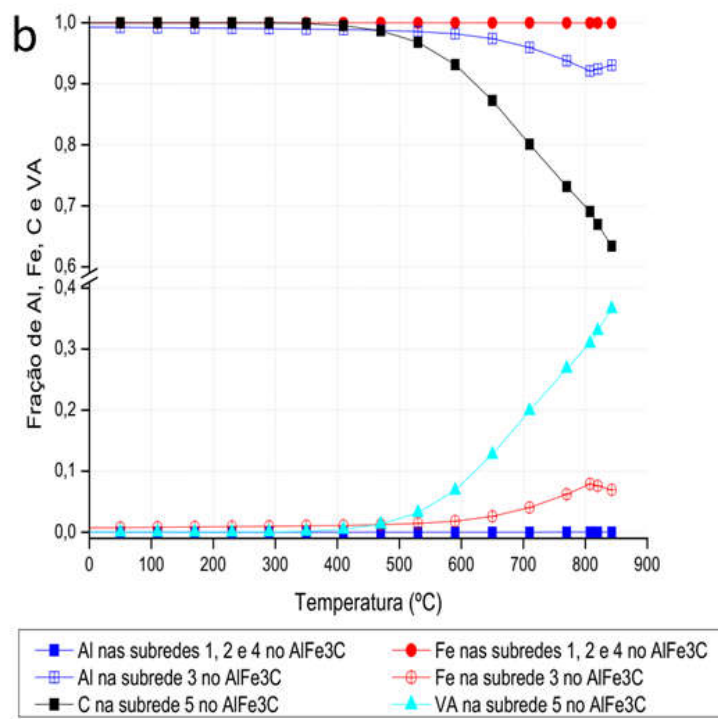 b
Fração de Al, Fe, C e VA
1,0
0,9
0,8
0,7
0,6
0,4
0,3
0,2
0,1
0,0
0 100 200 300 400 500 600 700 800 900
Temperatura (ºC)
Al nas subredes 1, 2 e 4 no AlFe3C Fe nas subredes 1, 2 e 4 no AlFe3C
Al na subrede 3 no AlFe3C Fe na subrede 3 no AlFe3C
C na subrede 5 no AlFe3C VA na subrede 5 no AlFe3C